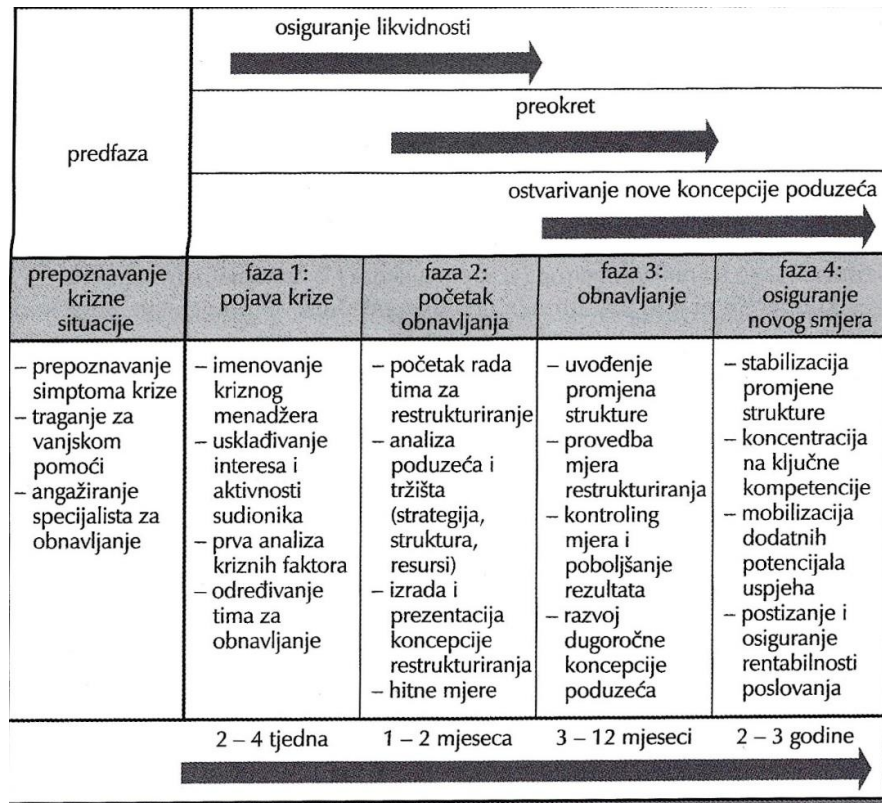 osiguranje likvidnosti
preokret
predfaza
ostvarivanje nove koncepcije poduzeća
prepoznavanje
krizne
situacije
faza 1:
pojava krize
faza 2:
početak
obnavljanja
faza 3:
obnavljanje
faza 4:
osiguranje
novog smjera
– prepoznavanje
simptoma krize
– traganje za
vanjskom
pomoći
– angažiranje
specijalista za
obnavljanje
– imenovanje
kriznog
menadžera
– usklađivanje
interesa i
aktivnosti
sudionika
– prva analiza
kriznih faktora
– određivanje
tima za
obnavljanje
– početak rada
tima za
restrukturiranje
– analiza
poduzeća i
tržišta
(strategija,
struktura,
resursi)
– izrada i
prezentacija
koncepcije
restrukturiranja
– hitne mjere
– uvođenje
promjena
strukture
– provedba
mjera
restrukturiranja
– kontroling
mjera i
poboljšanje
rezultata
– razvoj
dugoročne
koncepcije
poduzeća
– stabilizacija
promjene
strukture
– koncentracija
na ključne
kompetencije
– mobilizacija
dodatnih
potencijala
uspjeha
– postizanje i
osiguranje
rentabilnosti
poslovanja
2 – 4 tjedna
1 – 2 mjeseca
3 – 12 mjeseci
2 – 3 godine